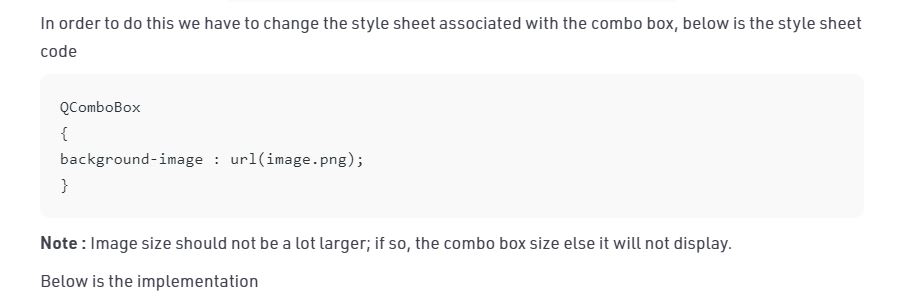 In order to do this we have to change the style sheet associated with the combo box, below is the style sheet
code
QComboBox
{
background-image : url(image.png);
}
Note : Image size should not be a lot larger; if so, the combo box size else it will not display.
Below is the implementation